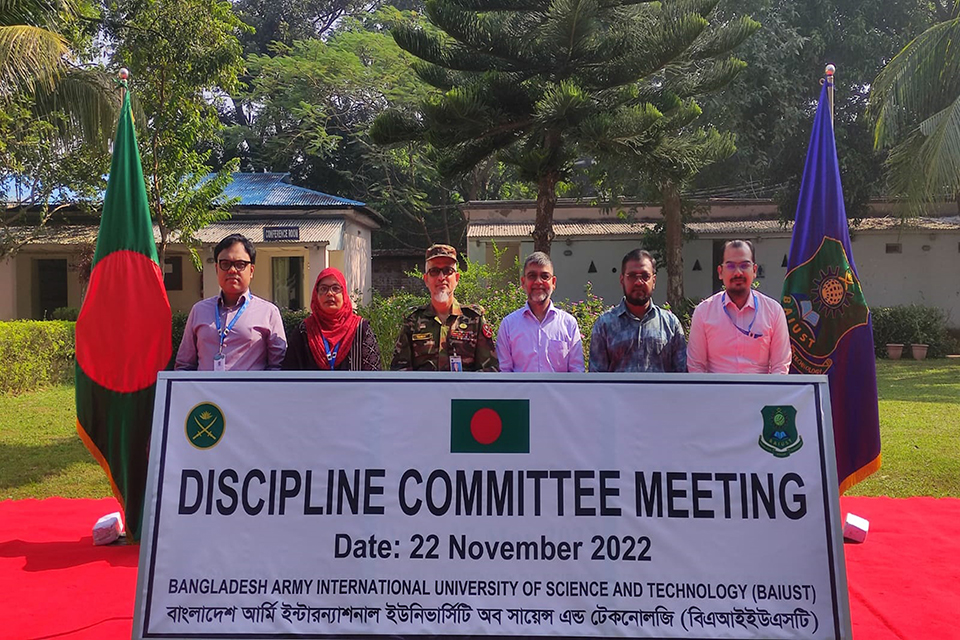 CONFERENCE ROOM
BAIUST
BAIUST
DISCIPLINE COMMITTEE MEETING
Date: 22 November 2022
BANGLADESH ARMY INTERNATIONAL UNIVERSITY OF SCIENCE AND TECHNOLOGY (BAIUST)
বাংলাদেশ আর্মি ইন্টারন্যাশনাল ইউনিভার্সিটি অব সায়েন্স এন্ড টেকনোলজি (বিএআইইউএসটি)